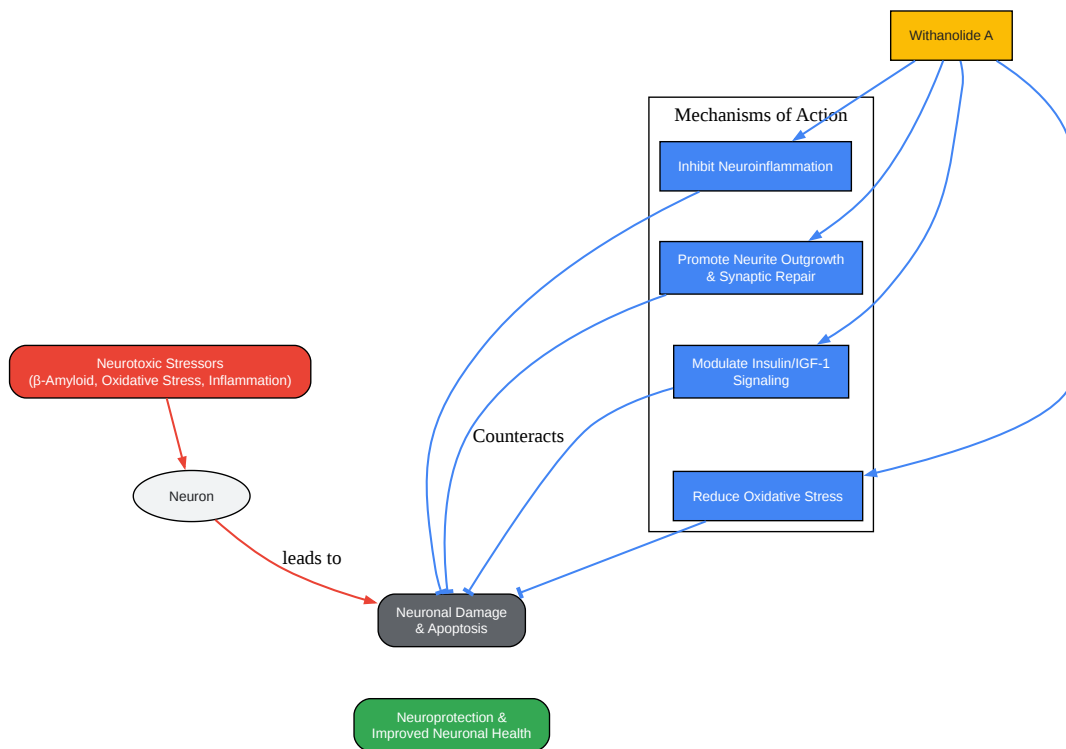 Withanolide A
Mechanisms of Action
Inhibit Neuroinflammation
Promote Neurite Outgrowth
& Synaptic Repair
Neurotoxic Stressors
(β-Amyloid, Oxidative Stress, Inflammation)
Modulate Insulin/IGF-1
Signaling
Counteracts
Neuron
Reduce Oxidative Stress
leads to
Neuronal Damage
& Apoptosis
Neuroprotection &
Improved Neuronal Health